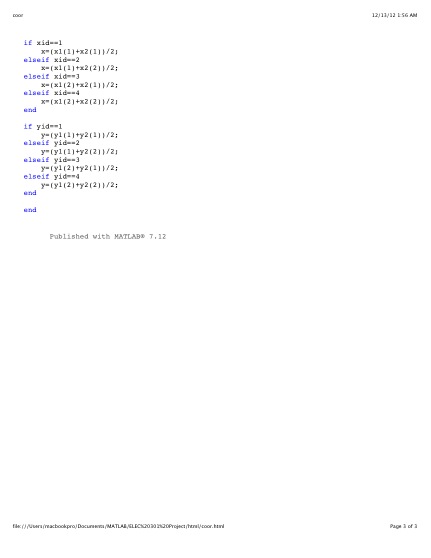 coor 12/13/12 1:56 AM
if xid==1
x=(x1(1)+x2(1))/2;
elseif xid==2
x=(x1(1)+x2(2))/2;
elseif xid==3
x=(x1(2)+x2(1))/2;
elseif xid==4
x=(x1(2)+x2(2))/2;
end
if yid==1
y=(y1(1)+y2(1))/2;
elseif yid==2
y=(y1(1)+y2(2))/2;
elseif yid==3
y=(y1(2)+y2(1))/2;
elseif yid==4
y=(y1(2)+y2(2))/2;
end
end
Published with MATLAB® 7.12
file:///Users/macbookpro/Documents/MATLAB/ELEC%20301%20Project/html/coor.html Page 3 of 3